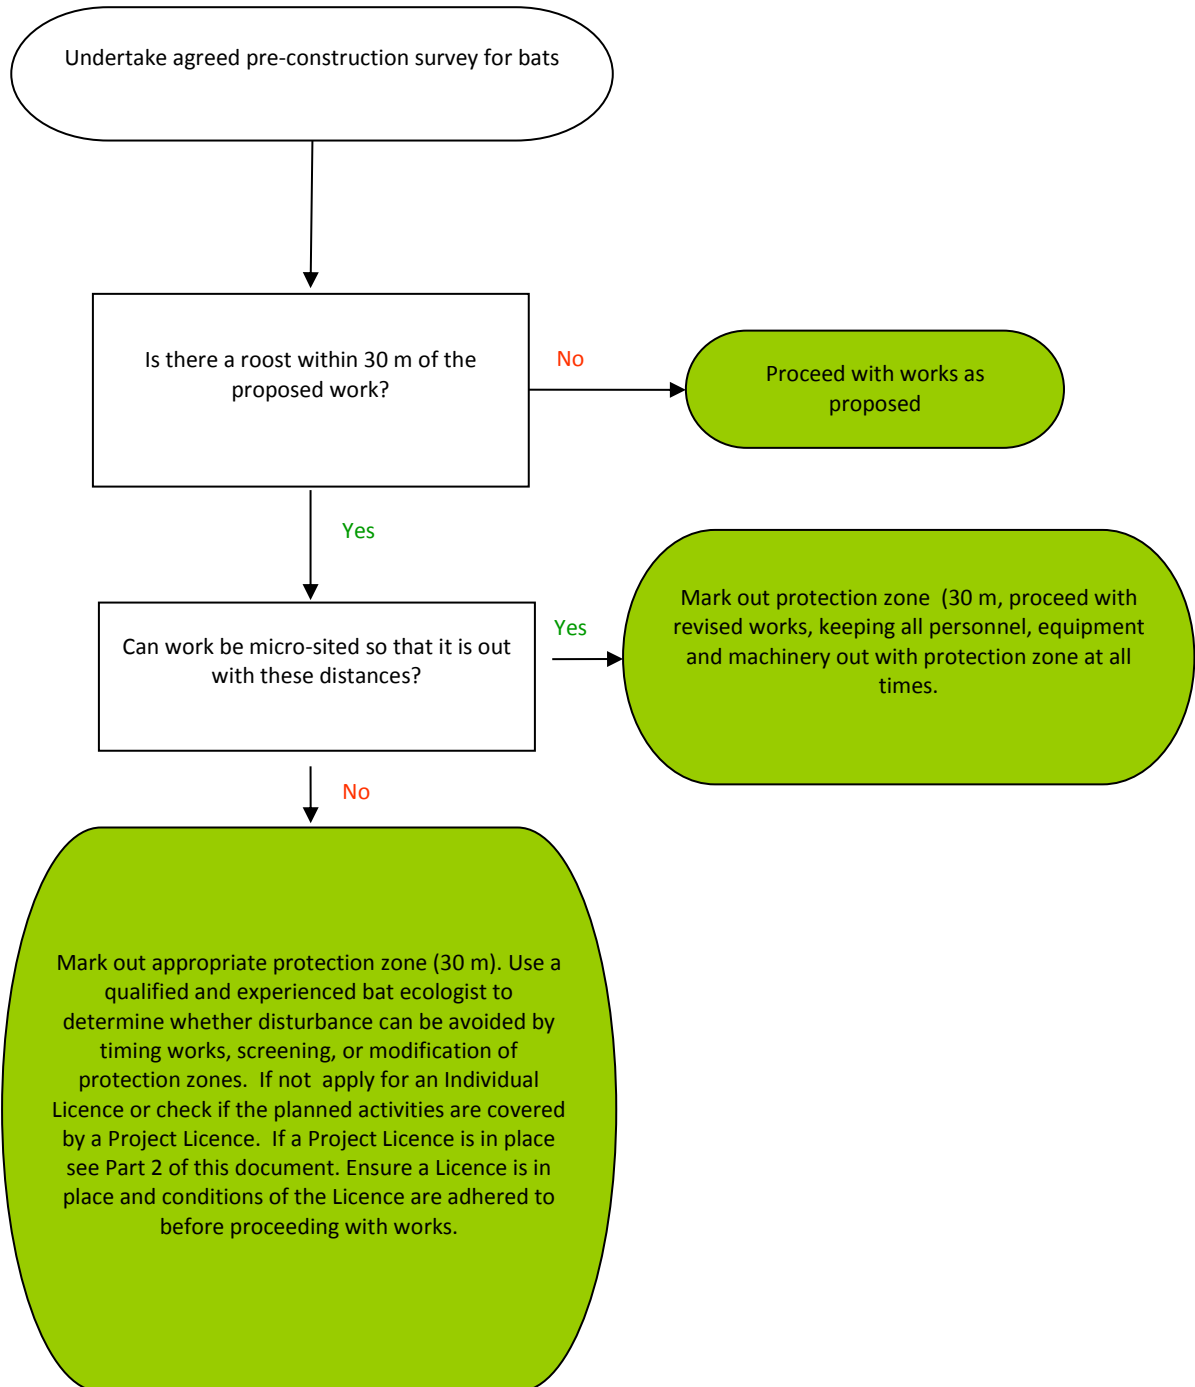 Undertake agreed pre-construction survey for bats
Is there a roost within 30 m of the
proposed work?
No
Proceed with works as
proposed
Yes
Can work be micro-sited so that it is out
with these distances?
Yes
Mark out protection zone  (30 m, proceed with
revised works, keeping all personnel, equipment
and machinery out with protection zone at all
times.
No
Mark out appropriate protection zone (30 m). Use a
qualified and experienced bat ecologist to
determine whether disturbance can be avoided by
timing works, screening, or modification of
protection zones.  If not  apply for an Individual
Licence or check if the planned activities are covered
by a Project Licence.  If a Project Licence is in place
see Part 2 of this document. Ensure a Licence is in
place and conditions of the Licence are adhered to
before proceeding with works.